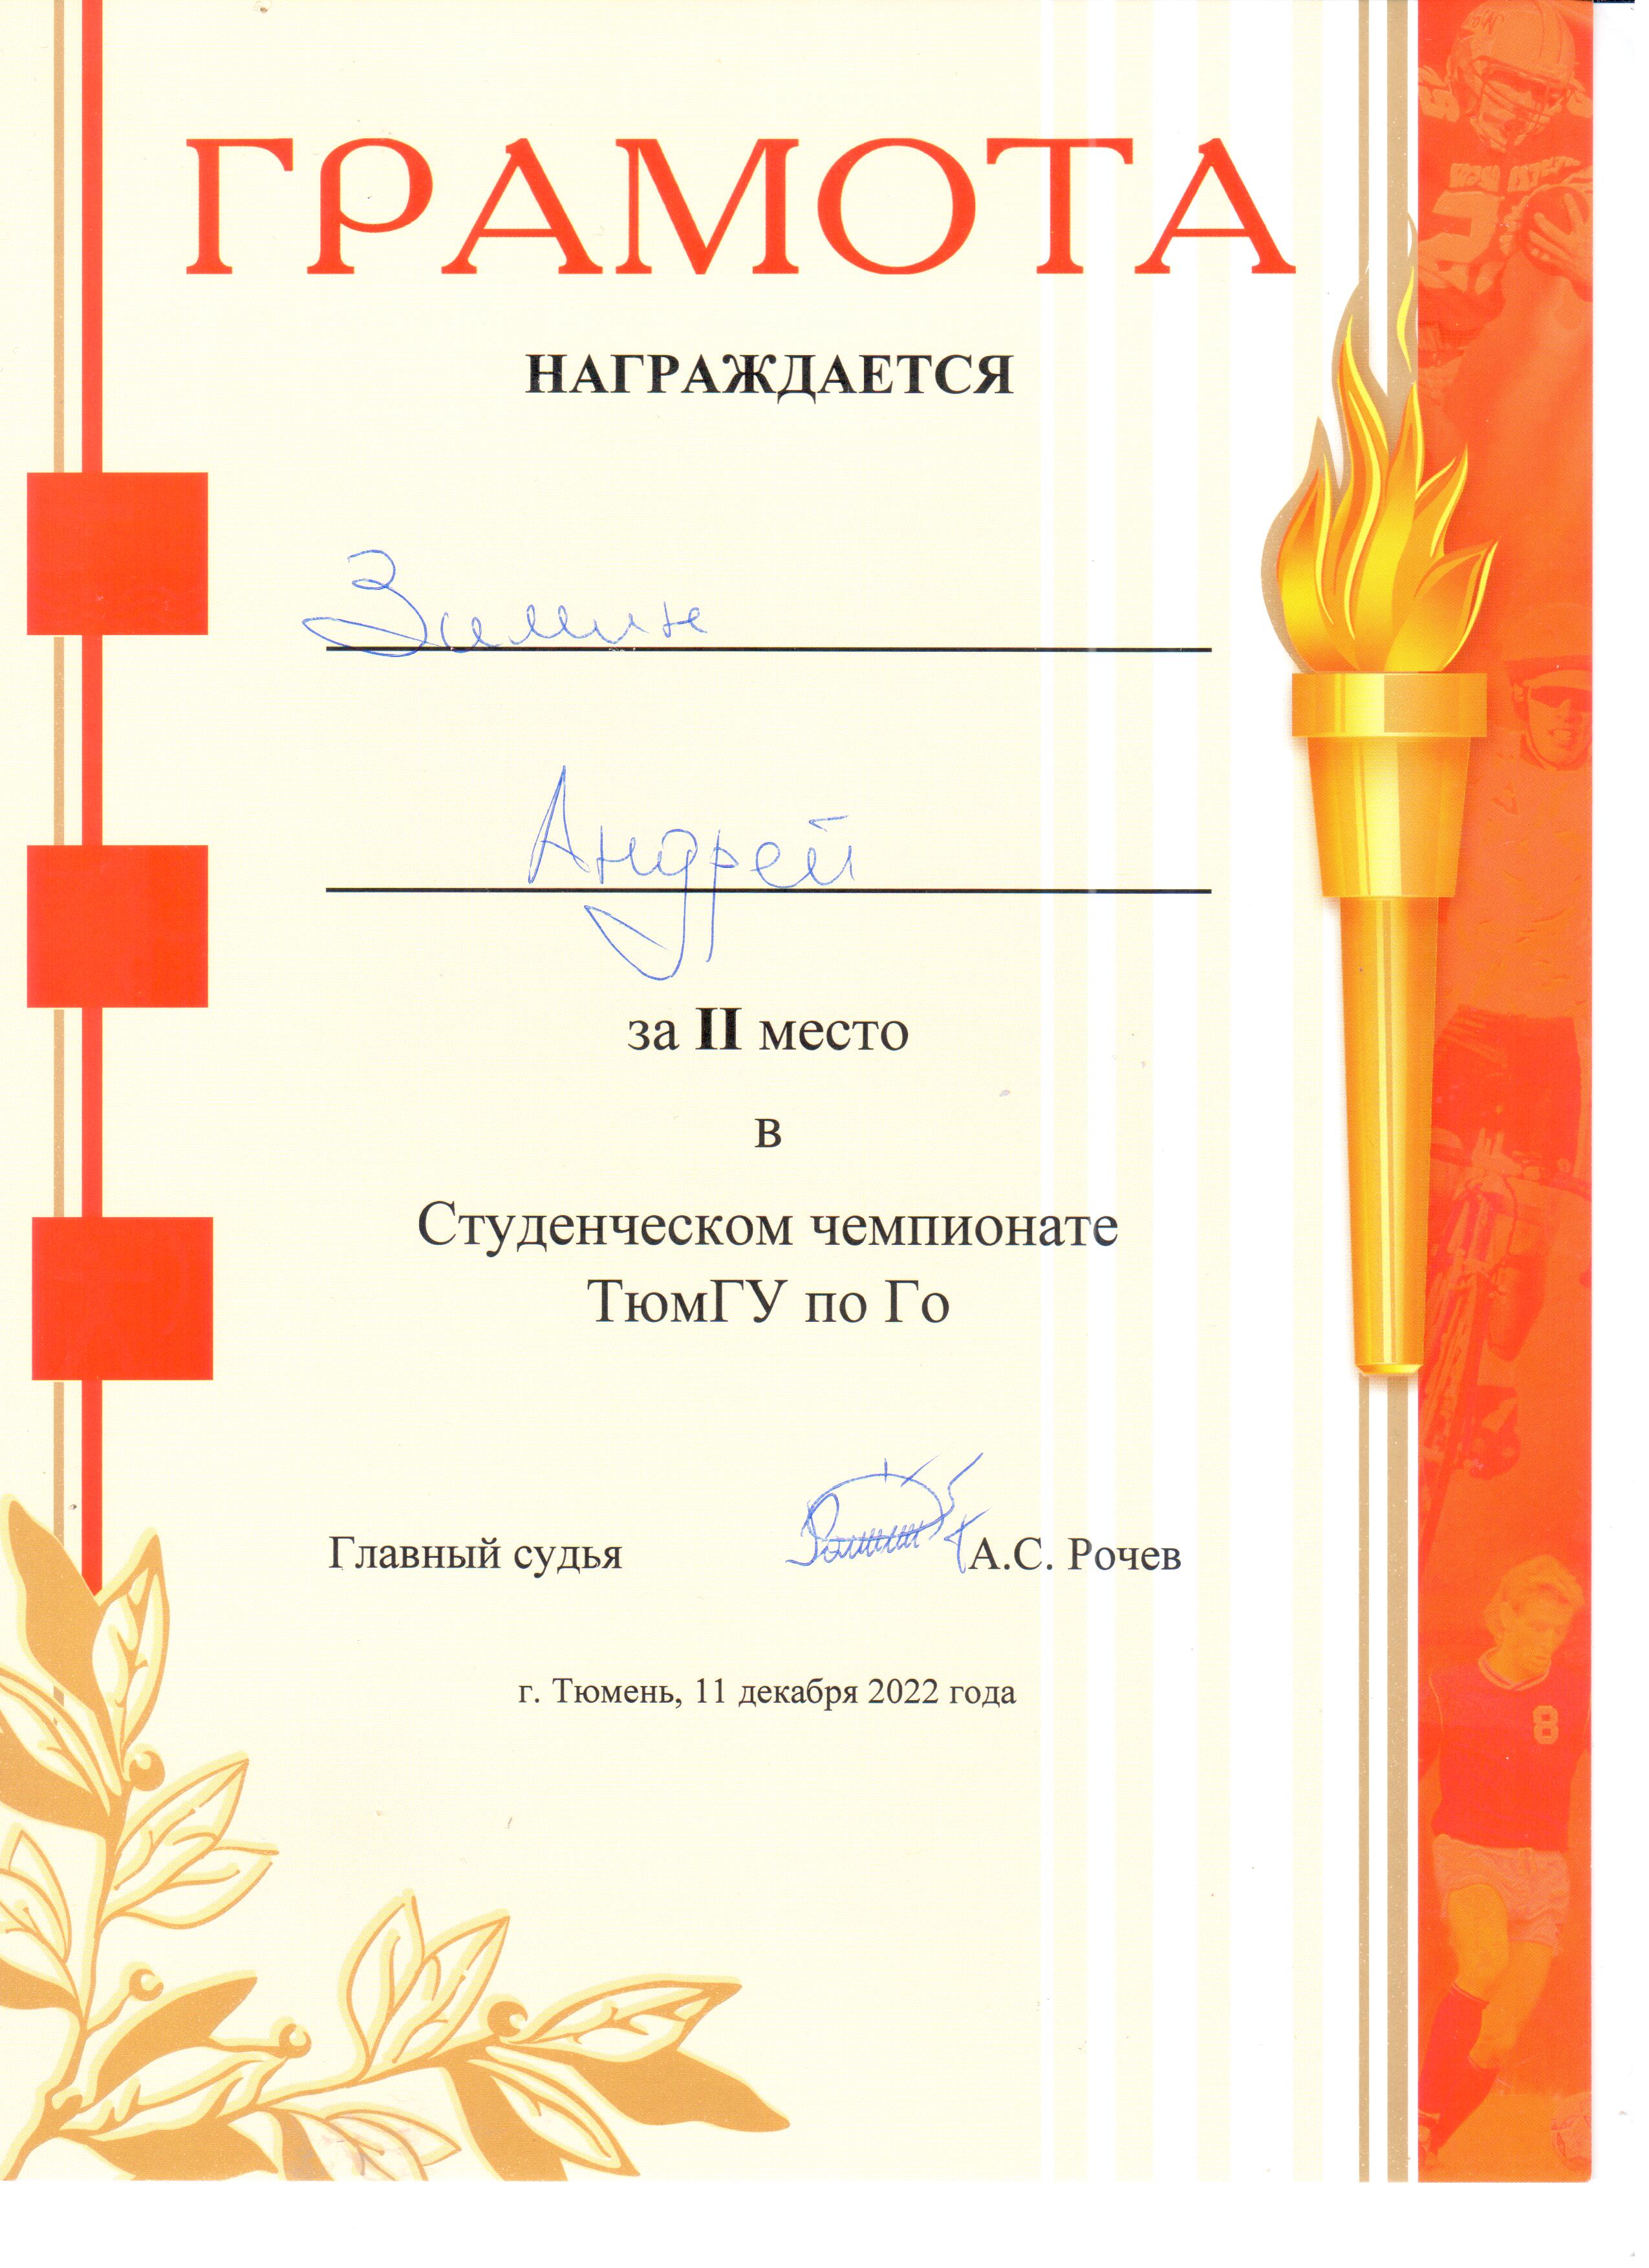 ГРАМОТА
НАГРАЖДАЕТСЯ
Зимин
Андрей
за II место
в
Студенческом чемпионате
ТюмГУ по Го
Главный судья А.С. Рочев
г. Тюмень, 11 декабря 2022 года
8